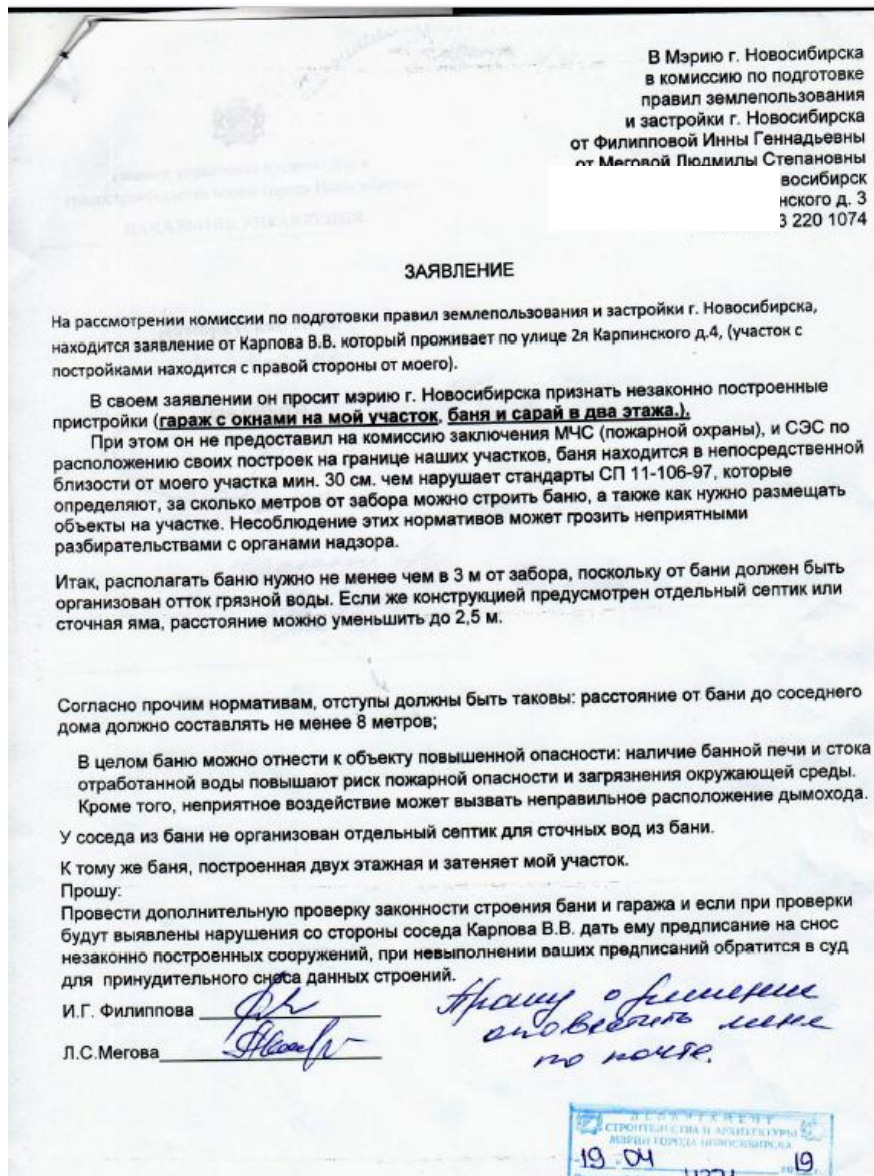 В Мэрию г. Новосибирска
в комиссию по подготовке
правил землепользования
и застройки г. Новосибирска
от Филипповой Инны Геннадьевны
от Меговой Людмилы Степановны
восибирск
нского д. 3
3 220 1074
ЗАЯВЛЕНИЕ
На рассмотрении комиссии по подготовки правил землепользования и застройки г. Новосибирска,
находится заявление от Карпова В.В. который проживает по улице 2я Карпинского д.4, (участок с
постройками находится с правой стороны от моего).
В своем заявлении он просит мэрию г. Новосибирска признать незаконно построенные
пристройки (гараж с окнами на мой участок, баня и сарай в два этажа.).
При этом он не предоставил на комиссию заключения МЧС (пожарной охраны), и СЭС по
расположению своих построек на границе наших участков, баня находится в непосредственной
близости от моего участка мин. 30 см. чем нарушает стандарты СП 11-106-97, которые
определяют, за сколько метров от забора можно строить баню, а также как нужно размещать
объекты на участке. Несоблюдение этих нормативов может грозить неприятными
разбирательствами с органами надзора.
Итак, располагать баню нужно не менее чем в 3 м от забора, поскольку от бани должен быть
организован отток грязной воды. Если же конструкцией предусмотрен отдельный септик или
сточная яма, расстояние можно уменьшить до 2,5 м.
Согласно прочим нормативам, отступы должны быть таковы: расстояние от бани до соседнего
дома должно составлять не менее 8 метров;
В целом баню можно отнести к объекту повышенной опасности: наличие банной печи и стока
отработанной воды повышают риск пожарной опасности и загрязнения окружающей среды.
Кроме того, неприятное воздействие может вызвать неправильное расположение дымохода.
У соседа из бани не организован отдельный септик для сточных вод из бани.
К тому же баня, построенная двух этажная и затеняет мой участок.
Прошу:
Провести дополнительную проверку законности строения бани и гаража и если при проверки
будут выявлены нарушения со стороны соседа Карпова В.В. дать ему предписание на снос
незаконно построенных сооружений, при невыполнении ваших предписаний обратится в суд
для принудительного сноса данных строений.
И.Г. Филиппова
Л.С.Мегова
Прошу о решении
оповестить меня
по почте.
ДЕПАРТАМЕНТ
СТРОИТЕЛЬСТВА И АРХИТЕКТУРЫ
МЭРИИ ГОРОДА НОВОСИБИРСКА
19 04 19